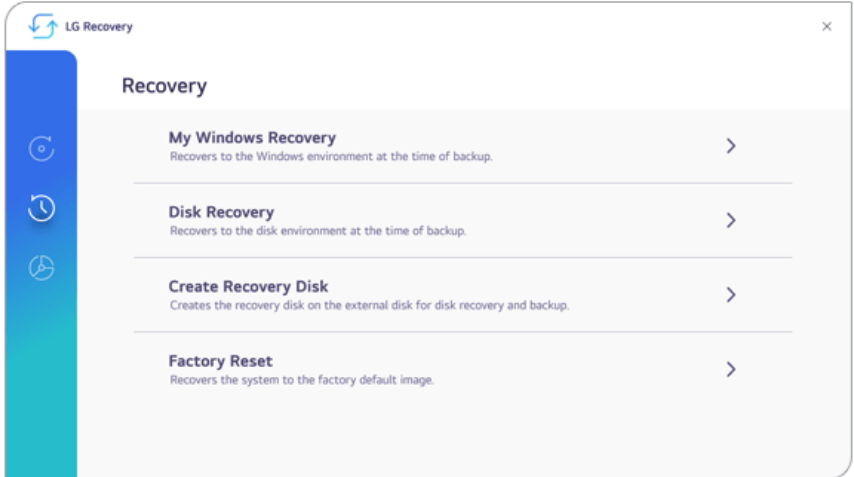 LG Recovery
Recovery
My Windows Recovery
Recovers to the Windows environment at the time of backup.
Disk Recovery
Recovers to the disk environment at the time of backup.
Create Recovery Disk
Creates the recovery disk on the external disk for disk recovery and backup.
Factory Reset
Recovers the system to the factory default image.